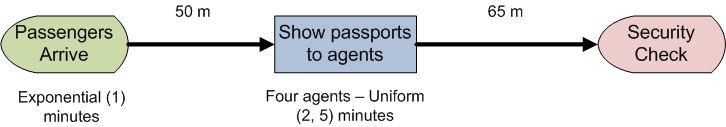 Passengers
Arrive
50 m
Show passports
to agents
65 m
Security
Check
Exponential (1)
minutes
Four agents – Uniform
(2, 5) minutes